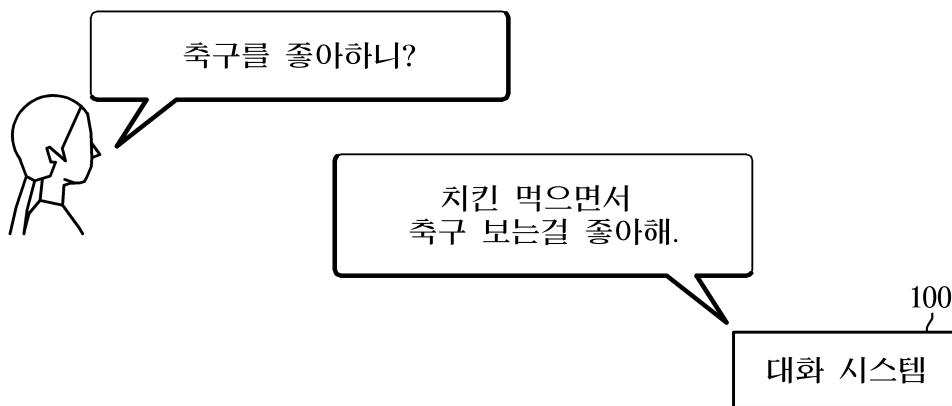 축구를 좋아하니?
치킨 먹으면서
축구 보는걸 좋아해.
100
대화 시스템